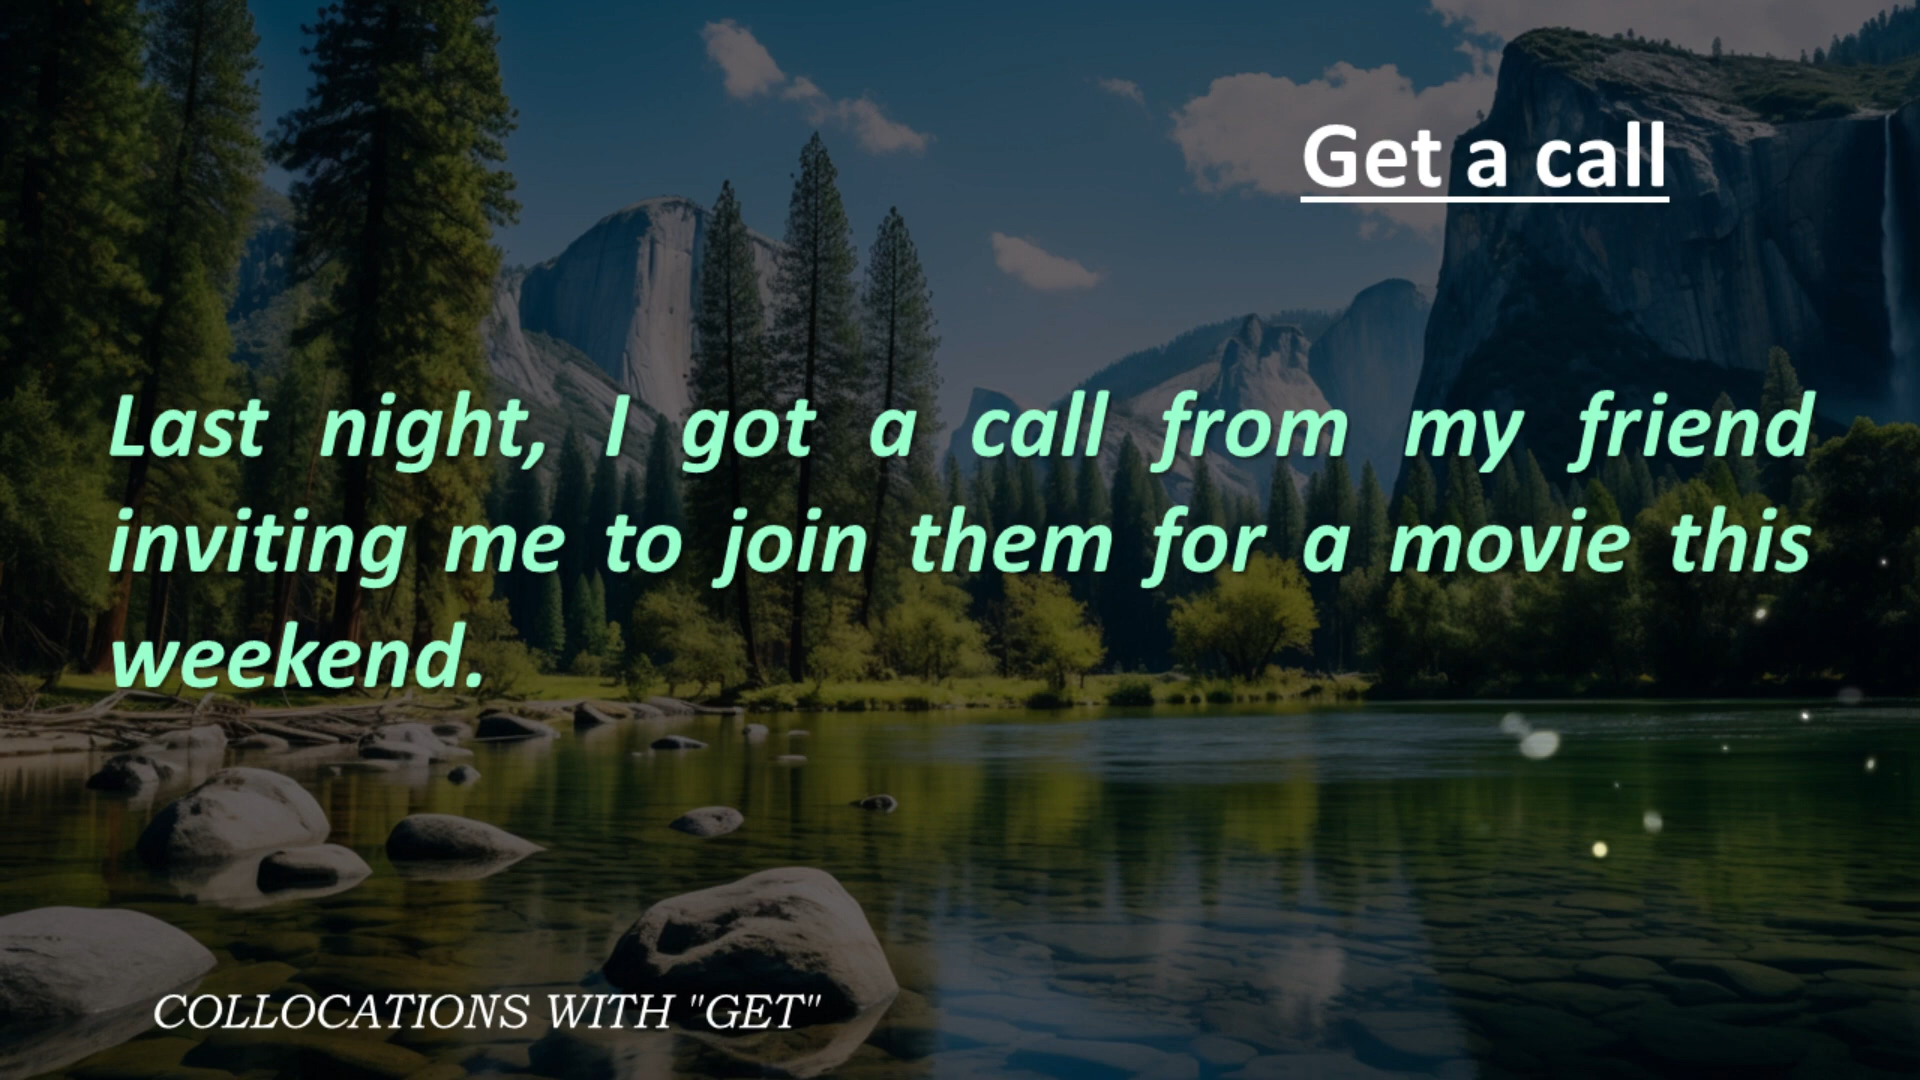 Get a call
Last night, I got a call from my friend
inviting me to join them for a movie this
weekend.
COLLOCATIONS WITH "GET"